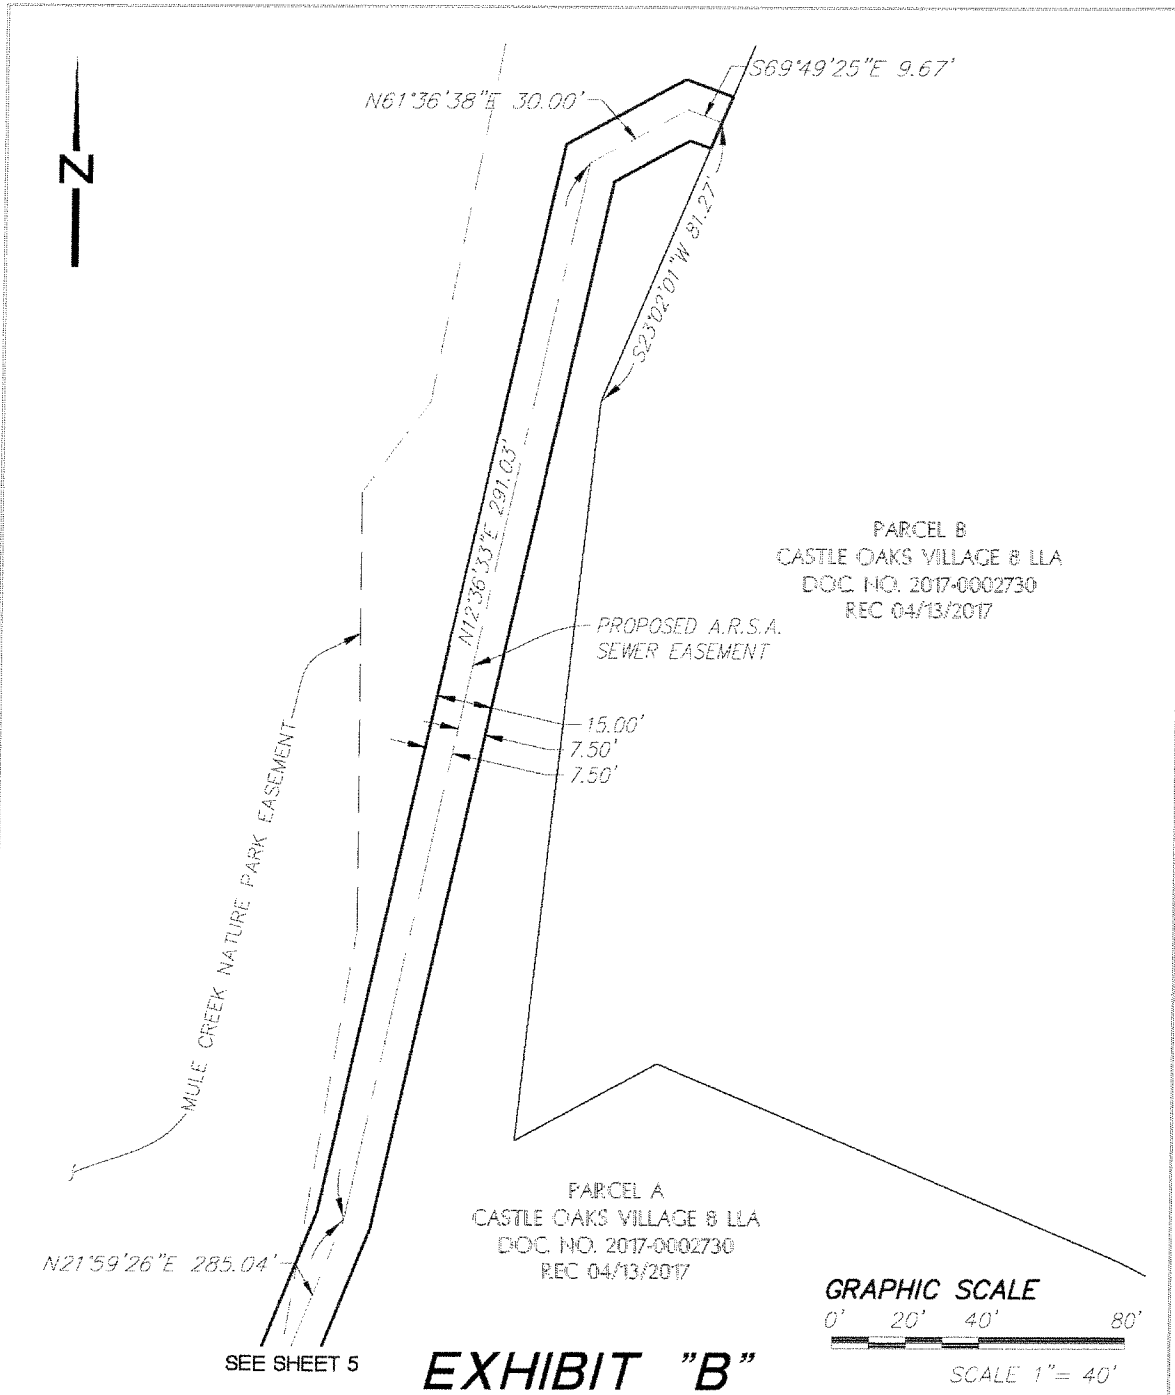 S69°49'25"E 9.67'
N61°36'38"E 30.00'
N
S23°02'01"W 81.27'
N12°36'33"E 291.03'
PARCEL B
CASTLE OAKS VILLAGE 8 LLA
DOC. NO. 2017-0002730
REC 04/13/2017
PROPOSED A.R.S.A.
SEWER EASEMENT
15.00'
7.50'
7.50'
MULE CREEK NATURE PARK EASEMENT
PARCEL A
CASTLE OAKS VILLAGE 8 LLA
DOC. NO. 2017-0002730
REC 04/13/2017
N21°59'26"E 285.04'
GRAPHIC SCALE
0' 20' 40' 80'
SCALE 1"= 40'
SEE SHEET 5
EXHIBIT "B"